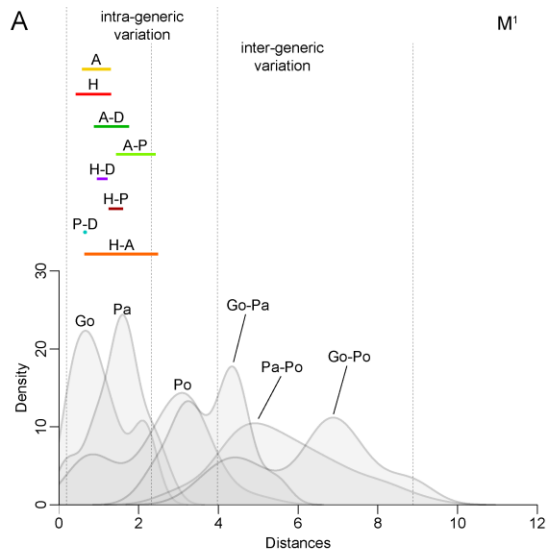 A
intra-generic
variation
inter-generic
variation
M¹
A
H
A-D
A-P
H-D
H-P
P-D
H-A
30
20
10
0
Density
Go
Pa
Po
Go-Pa
Pa-Po
Go-Po
0 2 4 6 8 10 12
Distances